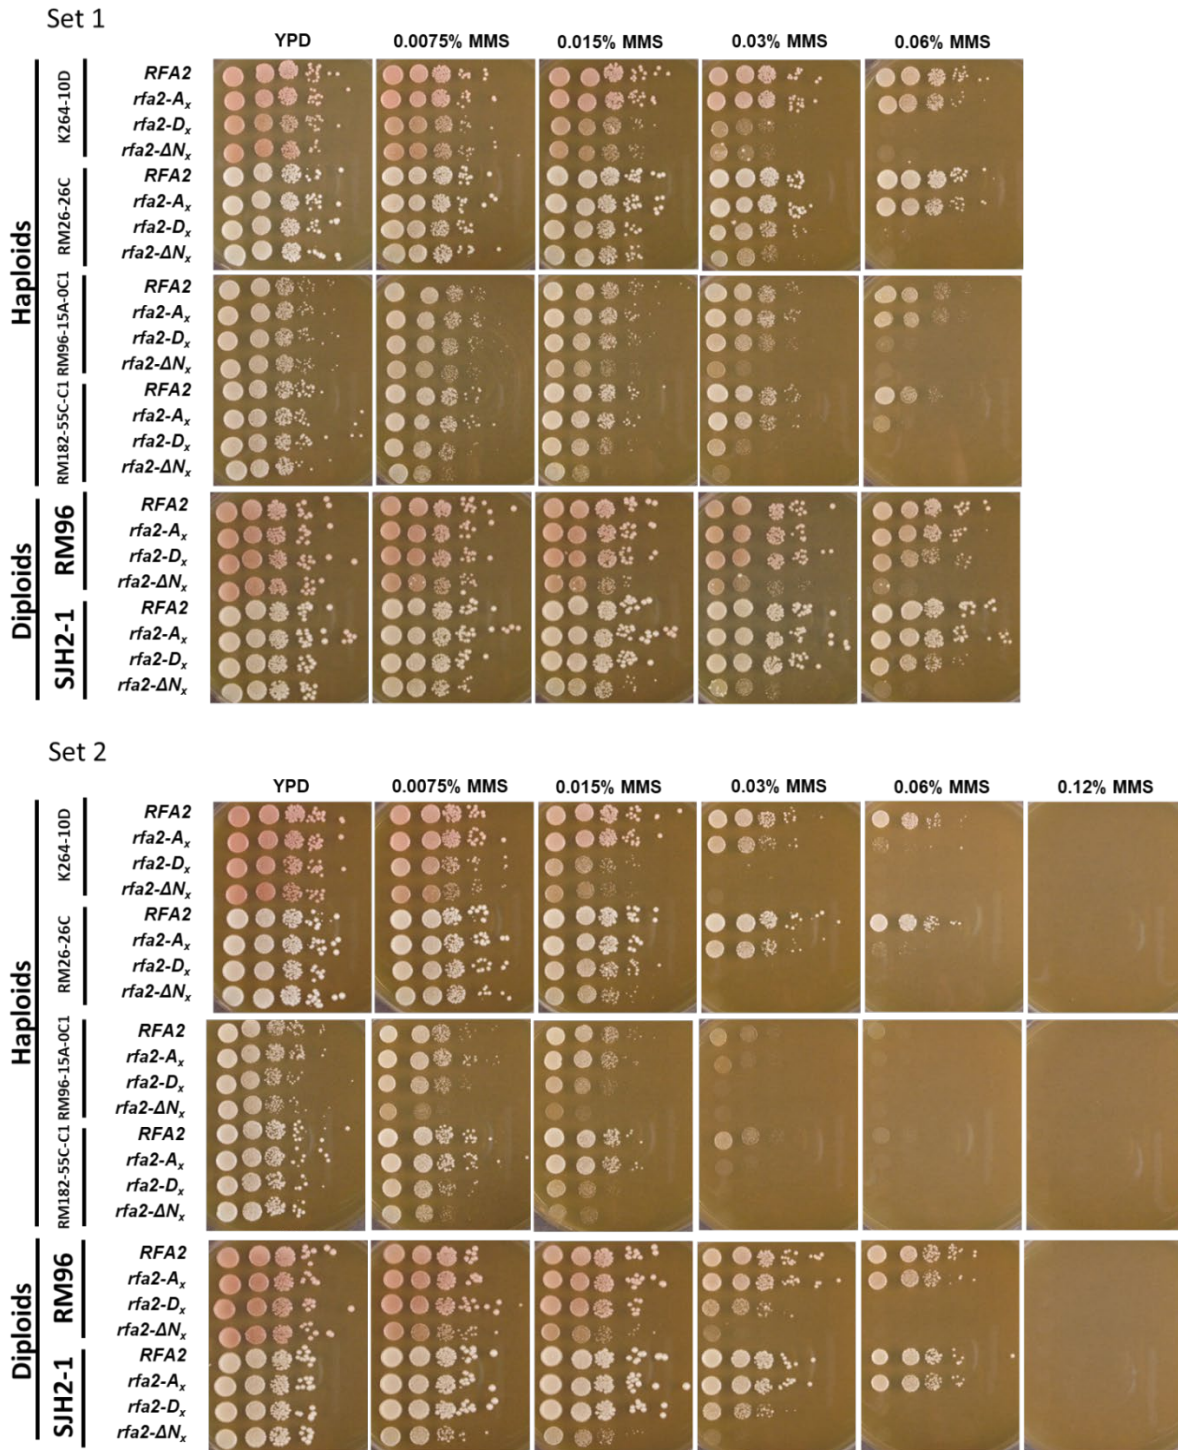 Set 1
YPD 0.0075% MMS 0.015% MMS 0.03% MMS 0.06% MMS
Haploids
K264-10D
RFA2
rfa2-Ax
rfa2-Dx
rfa2-ΔNx
RM26-26C
RFA2
rfa2-Ax
rfa2-Dx
rfa2-ΔNx
RM96-15A-0C1
RFA2
rfa2-Ax
rfa2-Dx
rfa2-ΔNx
RM182-55C-C1
RFA2
rfa2-Ax
rfa2-Dx
rfa2-ΔNx
Diploids
RM96
RFA2
rfa2-Ax
rfa2-Dx
rfa2-ΔNx
SJH2-1
RFA2
rfa2-Ax
rfa2-Dx
rfa2-ΔNx
Set 2
YPD 0.0075% MMS 0.015% MMS 0.03% MMS 0.06% MMS 0.12% MMS
Haploids
K264-10D
RFA2
rfa2-Ax
rfa2-Dx
rfa2-ΔNx
RM26-26C
RFA2
rfa2-Ax
rfa2-Dx
rfa2-ΔNx
RM96-15A-0C1
RFA2
rfa2-Ax
rfa2-Dx
rfa2-ΔNx
RM182-55C-C1
RFA2
rfa2-Ax
rfa2-Dx
rfa2-ΔNx
Diploids
RM96
RFA2
rfa2-Ax
rfa2-Dx
rfa2-ΔNx
SJH2-1
RFA2
rfa2-Ax
rfa2-Dx
rfa2-ΔNx